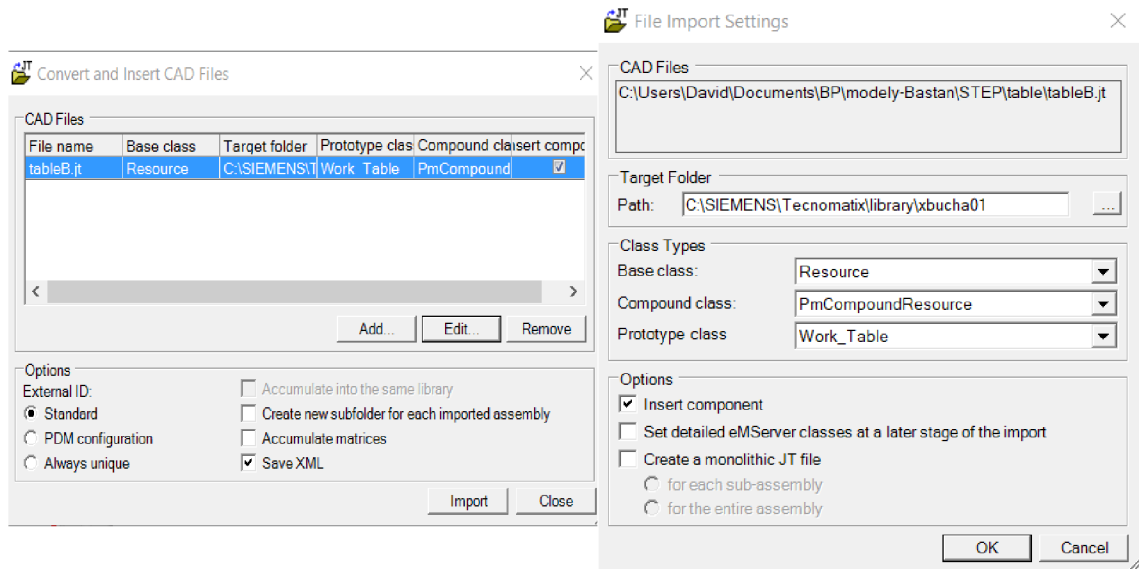 Convert and Insert CAD Files
CAD Files
File name Base class Target folder Prototype clas Compound cla nsert compo
tableB.jt Resource C:\SIEMENS\T Work_Table PmCompound
Add... Edit... Remove
Options
External ID:
Standard
PDM configuration
Always unique
Accumulate into the same library
Create new subfolder for each imported assembly
Accumulate matrices
Save XML
Import Close
JT
File Import Settings
CAD Files
C:\Users\David\Documents\BP\modely-Bastan\STEP\table\tableB.jt
Target Folder
Path: C:\SIEMENS\Tecnomatix\library\xbucha01 ...
Class Types
Base class: Resource
Compound class: PmCompoundResource
Prototype class Work_Table
Options
Insert component
Set detailed eMServer classes at a later stage of the import
Create a monolithic JT file
for each sub-assembly
for the entire assembly
OK Cancel